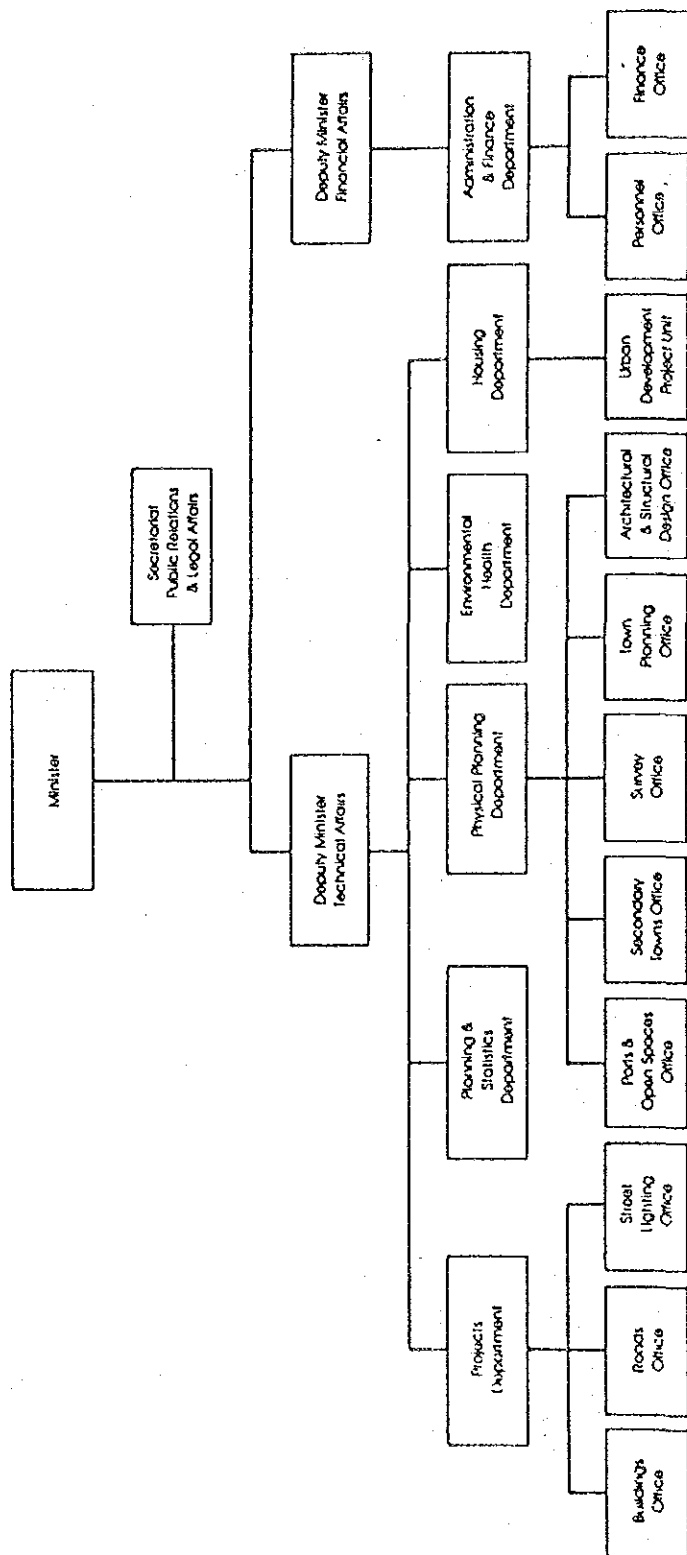 Minister
Secretariat
Public Relations
& Legal Affairs
Deputy Minister
Technical Affairs
Deputy Minister
Financial Affairs
Projects
Department
Planning &
Statistics
Department
Physical Planning
Department
Environmental
Health
Department
Housing
Department
Administration
& Finance
Department
Buildings
Office
Roads
Office
Street
Lighting
Office
Parks &
Open Spaces
Office
Secondary
Towns Office
Survey
Office
Town
Planning
Office
Architectural
& Structural
Design Office
Urban
Development
Project Unit
Personnel
Office
Finance
Office